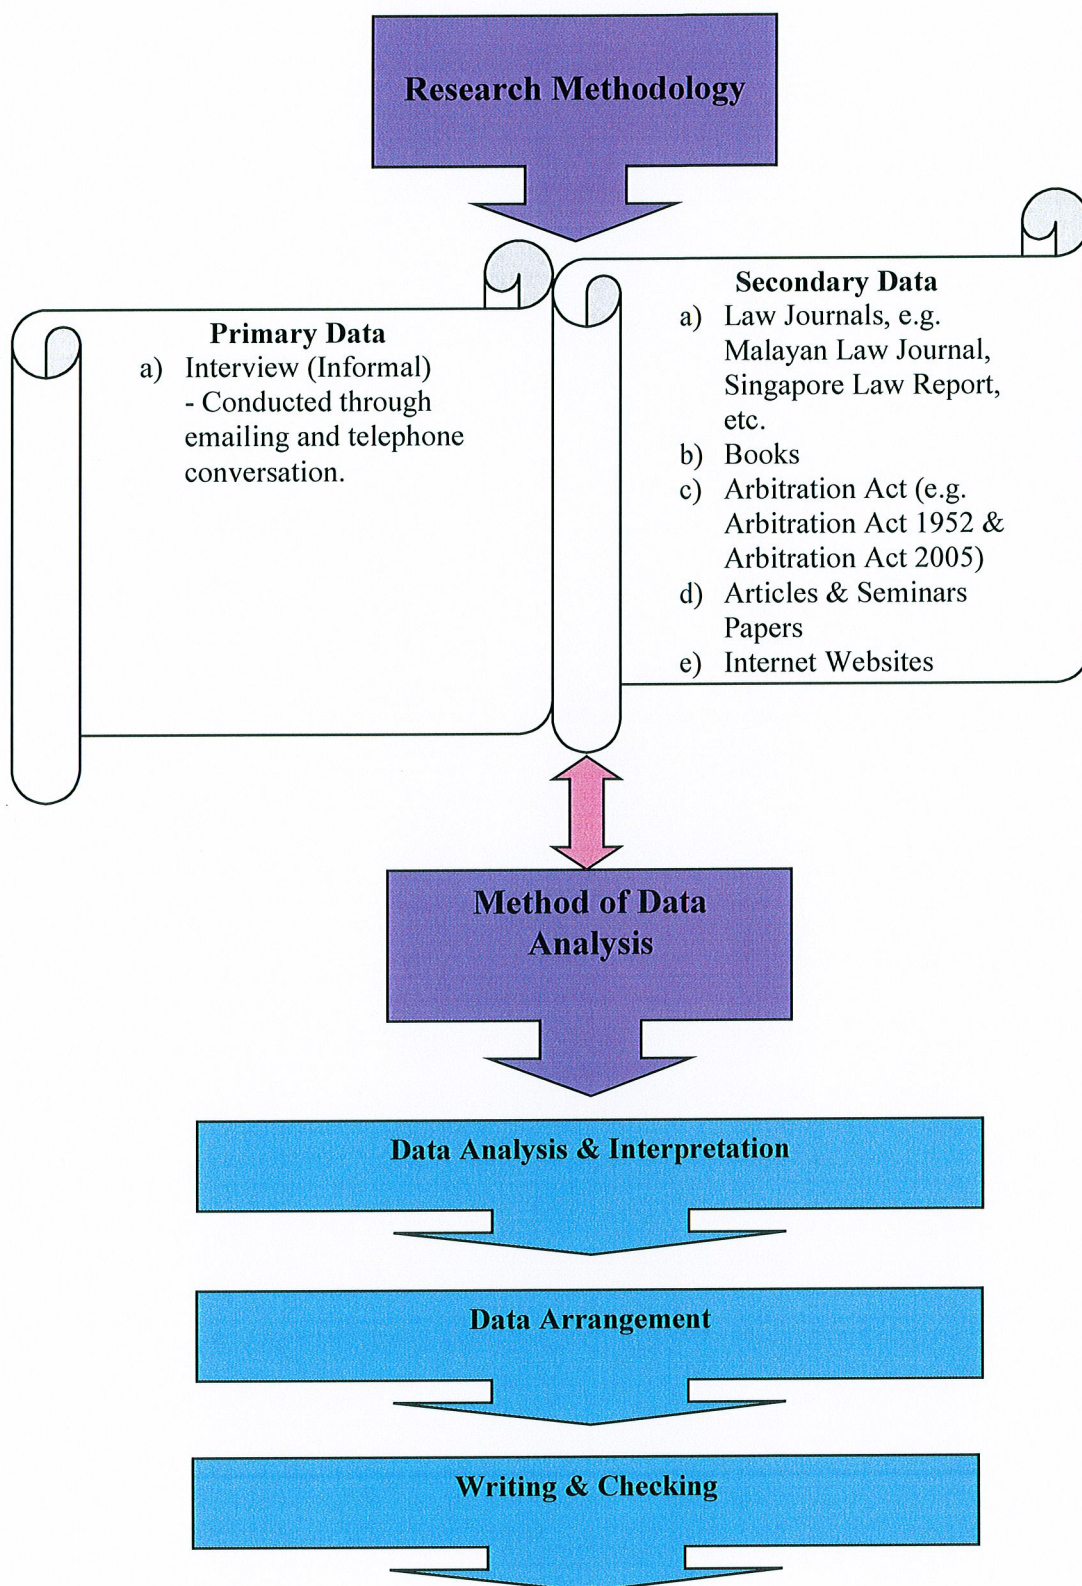 Research Methodology
Primary Data
a) Interview (Informal)
- Conducted through
emailing and telephone
conversation.
Secondary Data
a) Law Journals, e.g.
Malayan Law Journal,
Singapore Law Report,
etc.
b) Books
c) Arbitration Act (e.g.
Arbitration Act 1952 &
Arbitration Act 2005)
d) Articles & Seminars
Papers
e) Internet Websites
Method of Data
Analysis
Data Analysis & Interpretation
Data Arrangement
Writing & Checking